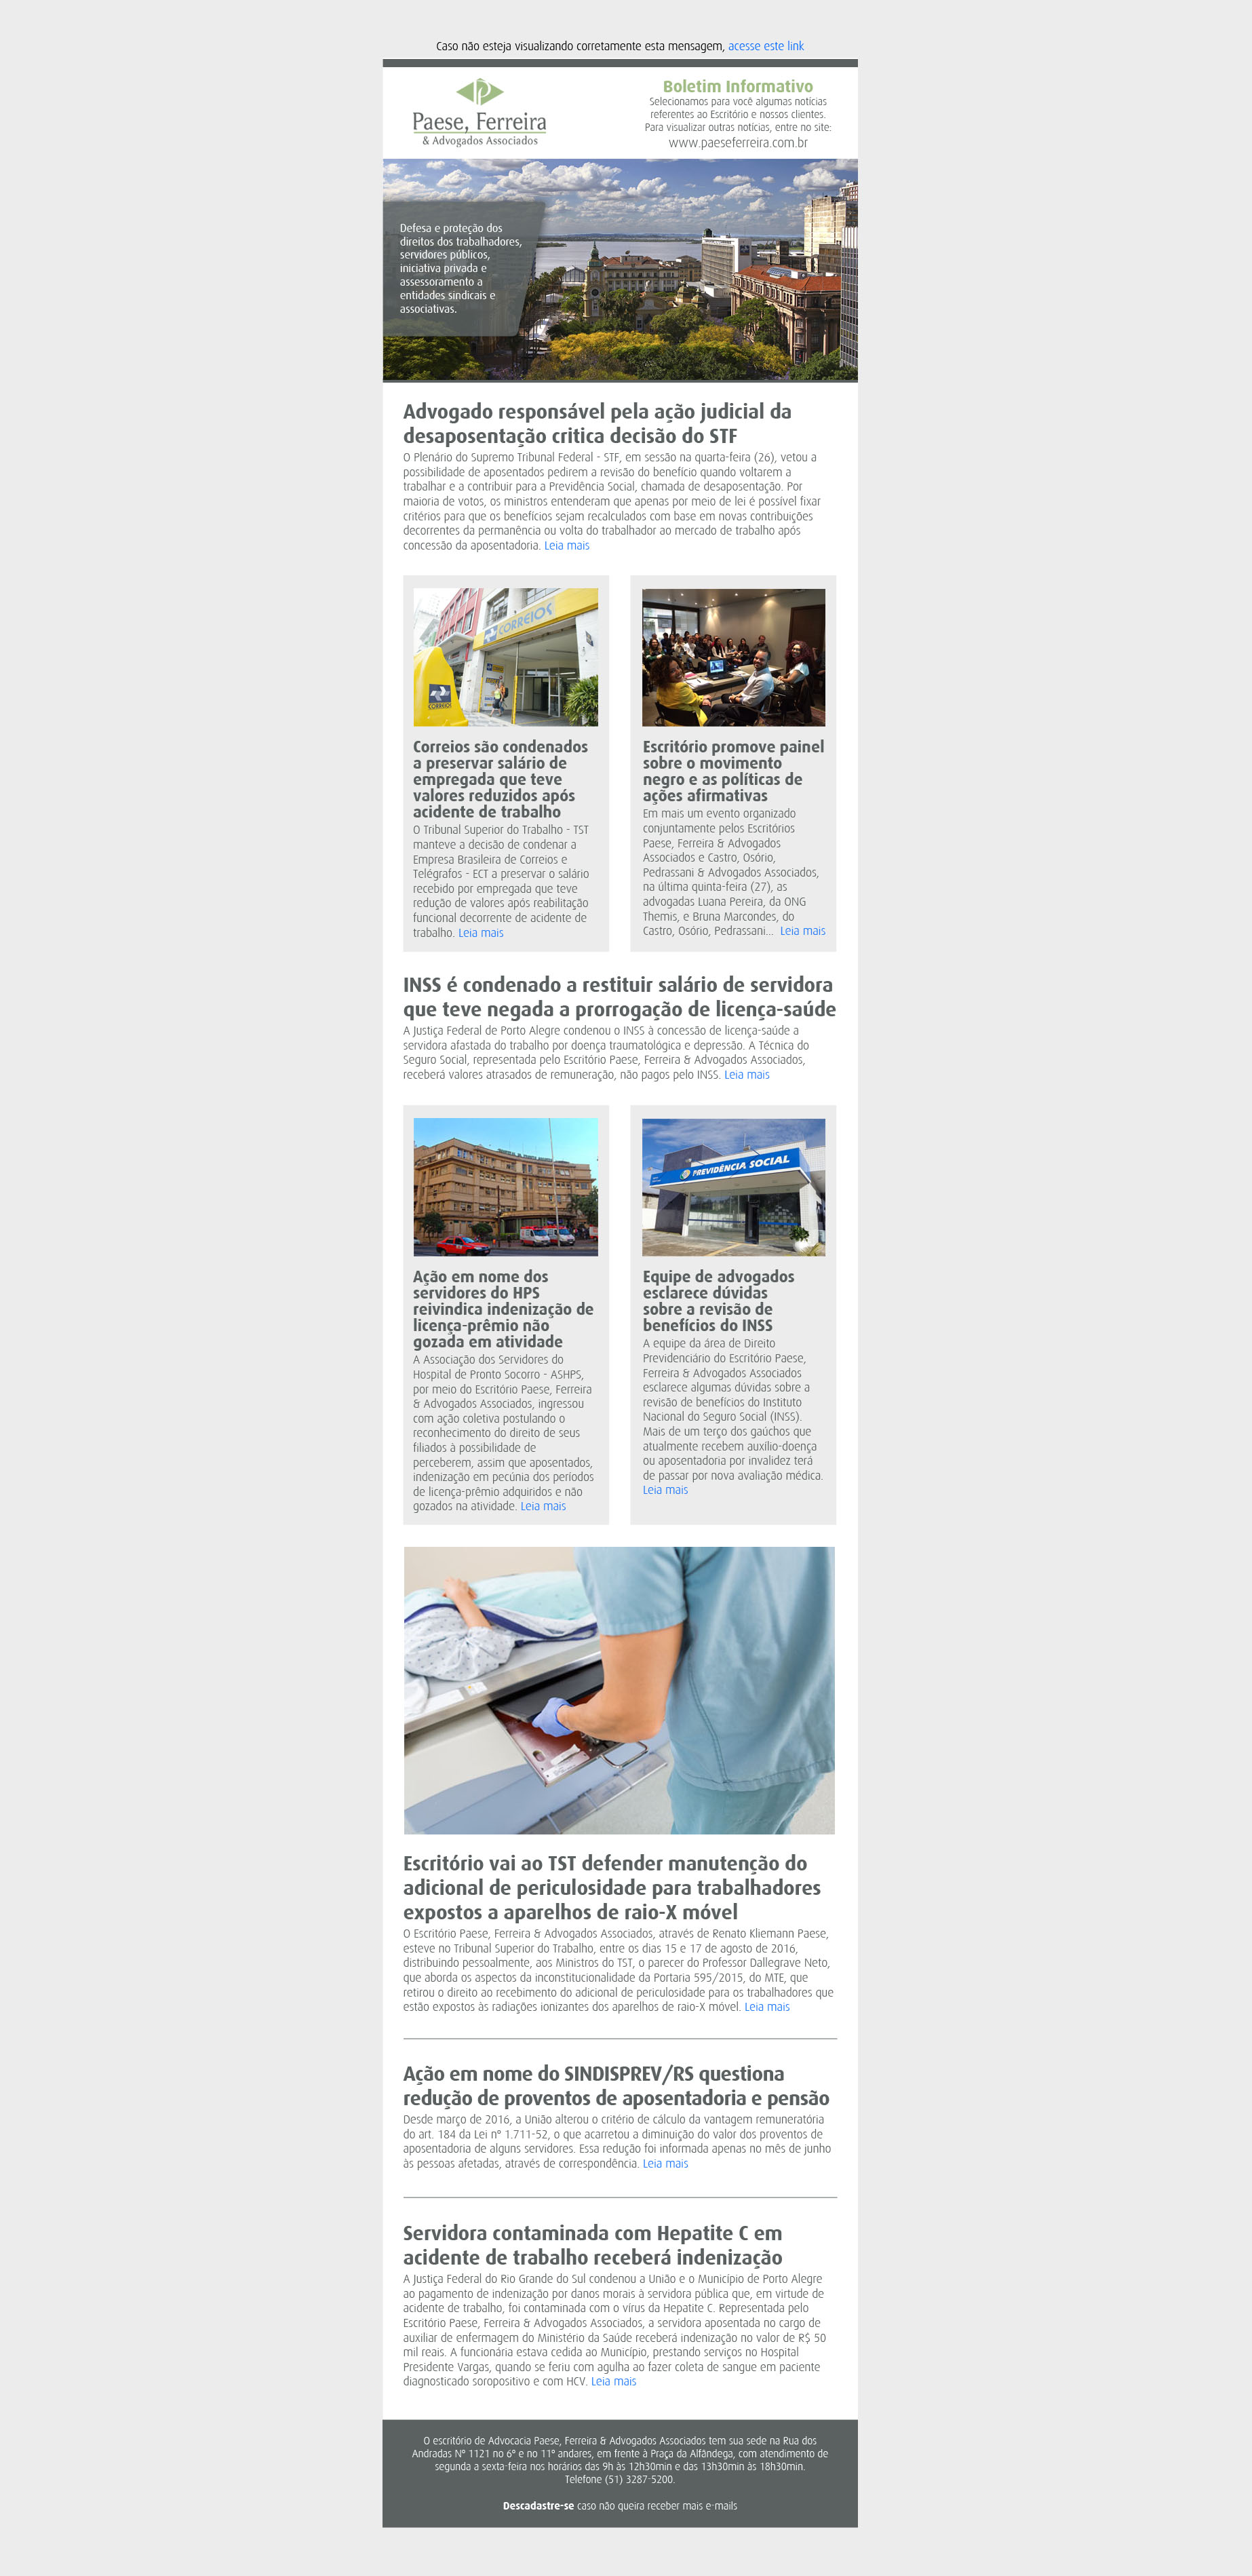 Caso não esteja visualizando corretamente esta mensagem, acesse este link
Paese, Ferreira
& Advogados Associados
Boletim Informativo
Selecionamos para você algumas notícias
referentes ao Escritório e nossos clientes.
Para visualizar outras notícias, entre no site:
www.paeseferreira.com.br
Defesa e proteção dos
direitos dos trabalhadores,
servidores públicos,
iniciativa privada e
assessoramento a
entidades sindicais e
associativas.
Advogado responsável pela ação judicial da
desaposentação critica decisão do STF
O Plenário do Supremo Tribunal Federal - STF, em sessão na quarta-feira (26), vetou a
possibilidade de aposentados pedirem a revisão do benefício quando voltarem a
trabalhar e a contribuir para a Previdência Social, chamada de desaposentação. Por
maioria de votos, os ministros entenderam que apenas por meio de lei é possível fixar
critérios para que os benefícios sejam recalculados com base em novas contribuições
decorrentes da permanência ou volta do trabalhador ao mercado de trabalho após
concessão da aposentadoria. Leia mais
CORREIOS
CORREIOS
Correios são condenados
a preservar salário de
empregada que teve
valores reduzidos após
acidente de trabalho
O Tribunal Superior do Trabalho - TST
manteve a decisão de condenar a
Empresa Brasileira de Correios e
Telégrafos - ECT a preservar o salário
recebido por empregada que teve
redução de valores após reabilitação
funcional decorrente de acidente de
trabalho. Leia mais
Escritório promove painel
sobre o movimento
negro e as políticas de
ações afirmativas
Em mais um evento organizado
conjuntamente pelos Escritórios
Paese, Ferreira & Advogados
Associados e Castro, Osório,
Pedrassani & Advogados Associados,
na última quinta-feira (27), as
advogadas Luana Pereira, da ONG
Themis, e Bruna Marcondes, do
Castro, Osório, Pedrassani... Leia mais
INSS é condenado a restituir salário de servidora
que teve negada a prorrogação de licença-saúde
A Justiça Federal de Porto Alegre condenou o INSS à concessão de licença-saúde a
servidora afastada do trabalho por doença traumatológica e depressão. A Técnica do
Seguro Social, representada pelo Escritório Paese, Ferreira & Advogados Associados,
receberá valores atrasados de remuneração, não pagos pelo INSS. Leia mais
PREVIDÊNCIA SOCIAL
Ação em nome dos
servidores do HPS
reivindica indenização de
licença-prêmio não
gozada em atividade
A Associação dos Servidores do
Hospital de Pronto Socorro - ASHPS,
por meio do Escritório Paese, Ferreira
& Advogados Associados, ingressou
com ação coletiva postulando o
reconhecimento do direito de seus
filiados à possibilidade de
perceberem, assim que aposentados,
indenização em pecúnia dos períodos
de licença-prêmio adquiridos e não
gozados na atividade. Leia mais
Equipe de advogados
esclarece dúvidas
sobre a revisão de
benefícios do INSS
A equipe da área de Direito
Previdenciário do Escritório Paese,
Ferreira & Advogados Associados
esclarece algumas dúvidas sobre a
revisão de benefícios do Instituto
Nacional do Seguro Social (INSS).
Mais de um terço dos gaúchos que
atualmente recebem auxílio-doença
ou aposentadoria por invalidez terá
de passar por nova avaliação médica.
Leia mais
Escritório vai ao TST defender manutenção do
adicional de periculosidade para trabalhadores
expostos a aparelhos de raio-X móvel
O Escritório Paese, Ferreira & Advogados Associados, através de Renato Kliemann Paese,
esteve no Tribunal Superior do Trabalho, entre os dias 15 e 17 de agosto de 2016,
distribuindo pessoalmente, aos Ministros do TST, o parecer do Professor Dallegrave Neto,
que aborda os aspectos da inconstitucionalidade da Portaria 595/2015, do MTE, que
retirou o direito ao recebimento do adicional de periculosidade para os trabalhadores que
estão expostos às radiações ionizantes dos aparelhos de raio-X móvel. Leia mais
Ação em nome do SINDISPREV/RS questiona
redução de proventos de aposentadoria e pensão
Desde março de 2016, a União alterou o critério de cálculo da vantagem remuneratória
do art. 184 da Lei nº 1.711-52, o que acarretou a diminuição do valor dos proventos de
aposentadoria de alguns servidores. Essa redução foi informada apenas no mês de junho
às pessoas afetadas, através de correspondência. Leia mais
Servidora contaminada com Hepatite C em
acidente de trabalho receberá indenização
A Justiça Federal do Rio Grande do Sul condenou a União e o Município de Porto Alegre
ao pagamento de indenização por danos morais à servidora pública que, em virtude de
acidente de trabalho, foi contaminada com o vírus da Hepatite C. Representada pelo
Escritório Paese, Ferreira & Advogados Associados, a servidora aposentada no cargo de
auxiliar de enfermagem do Ministério da Saúde receberá indenização no valor de R$ 50
mil reais. A funcionária estava cedida ao Município, prestando serviços no Hospital
Presidente Vargas, quando se feriu com agulha ao fazer coleta de sangue em paciente
diagnosticado soropositivo e com HCV. Leia mais
O escritório de Advocacia Paese, Ferreira & Advogados Associados tem sua sede na Rua dos
Andradas Nº 1121 no 6º e no 11º andares, em frente à Praça da Alfândega, com atendimento de
segunda a sexta-feira nos horários das 9h às 12h30min e das 13h30min às 18h30min.
Telefone (51) 3287-5200.
Descadastre-se caso não queira receber mais e-mails